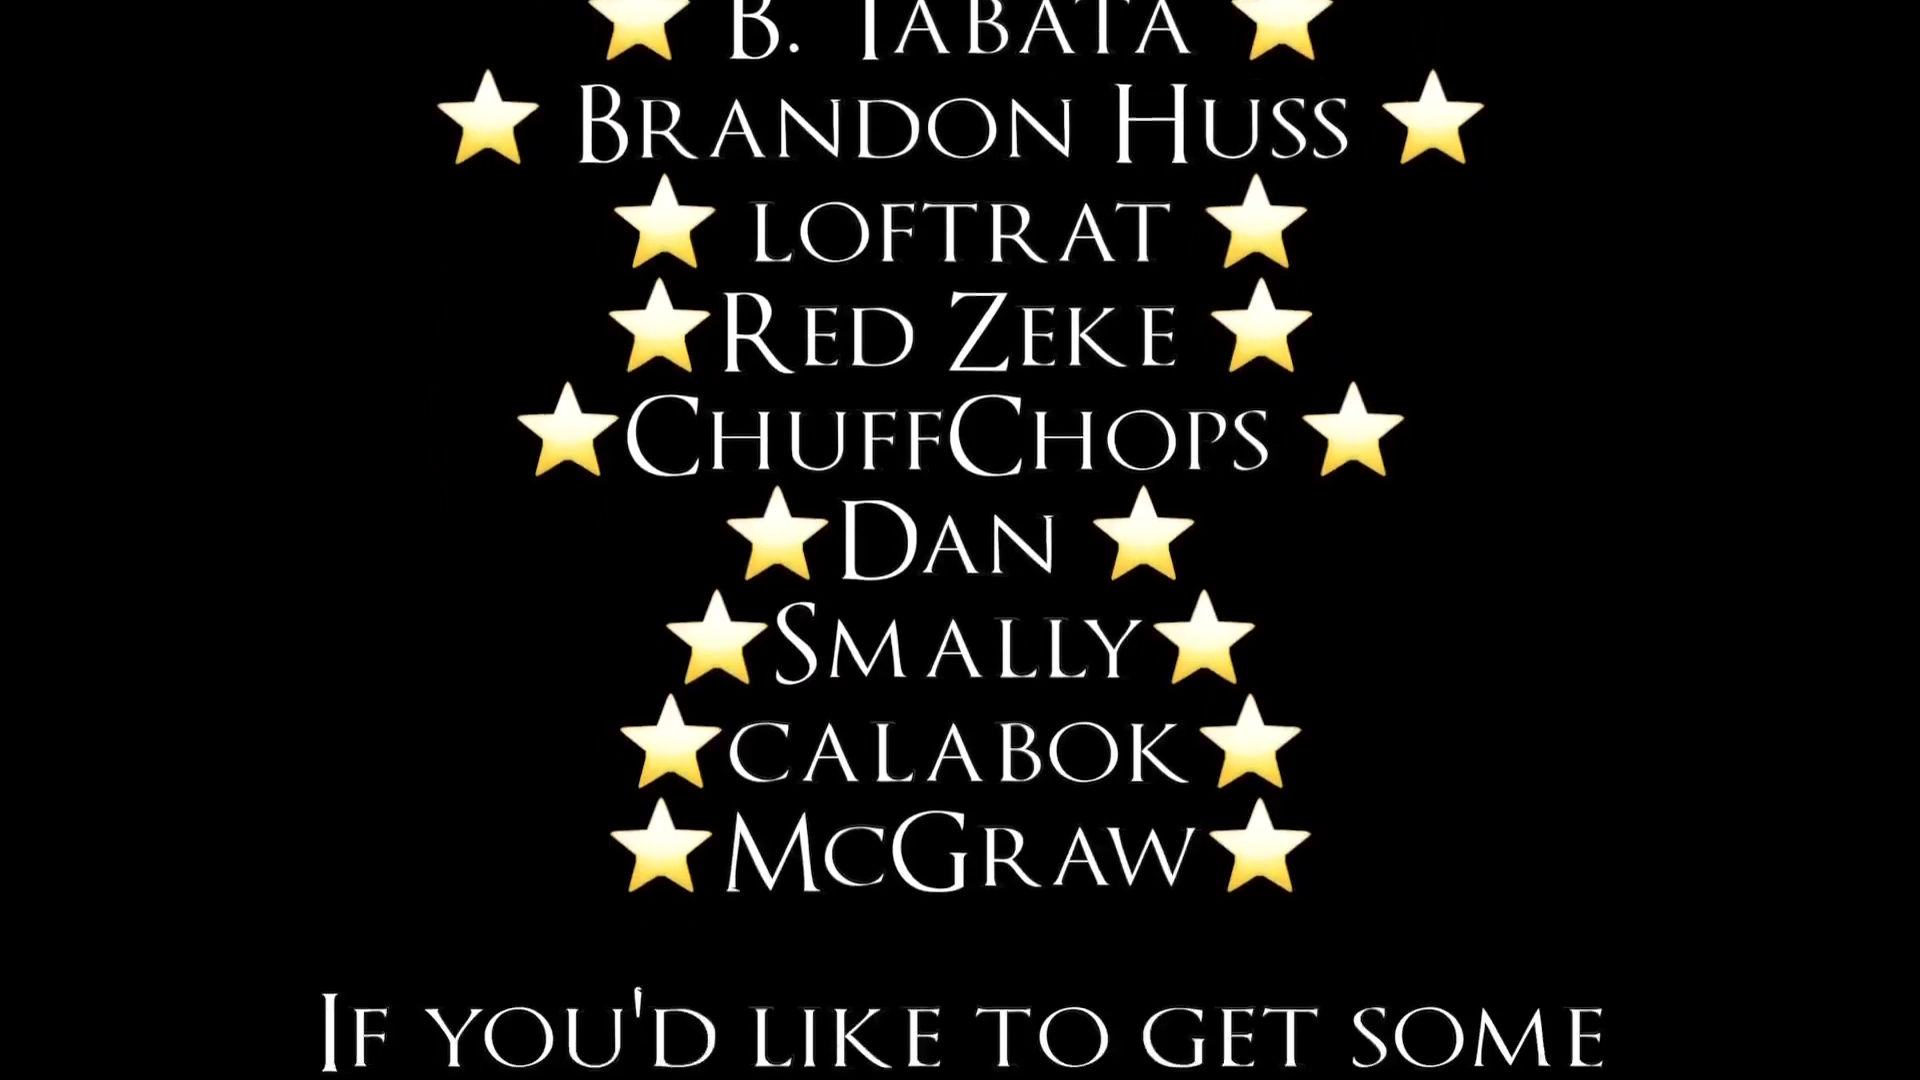 ⭐ B. Tabata ⭐
⭐ Brandon Huss ⭐
⭐ loftrat ⭐
⭐Red Zeke ⭐
⭐ChuffChops ⭐
⭐Dan ⭐
⭐Smally⭐
⭐calabok⭐
⭐McGraw⭐
If you'd like to get some